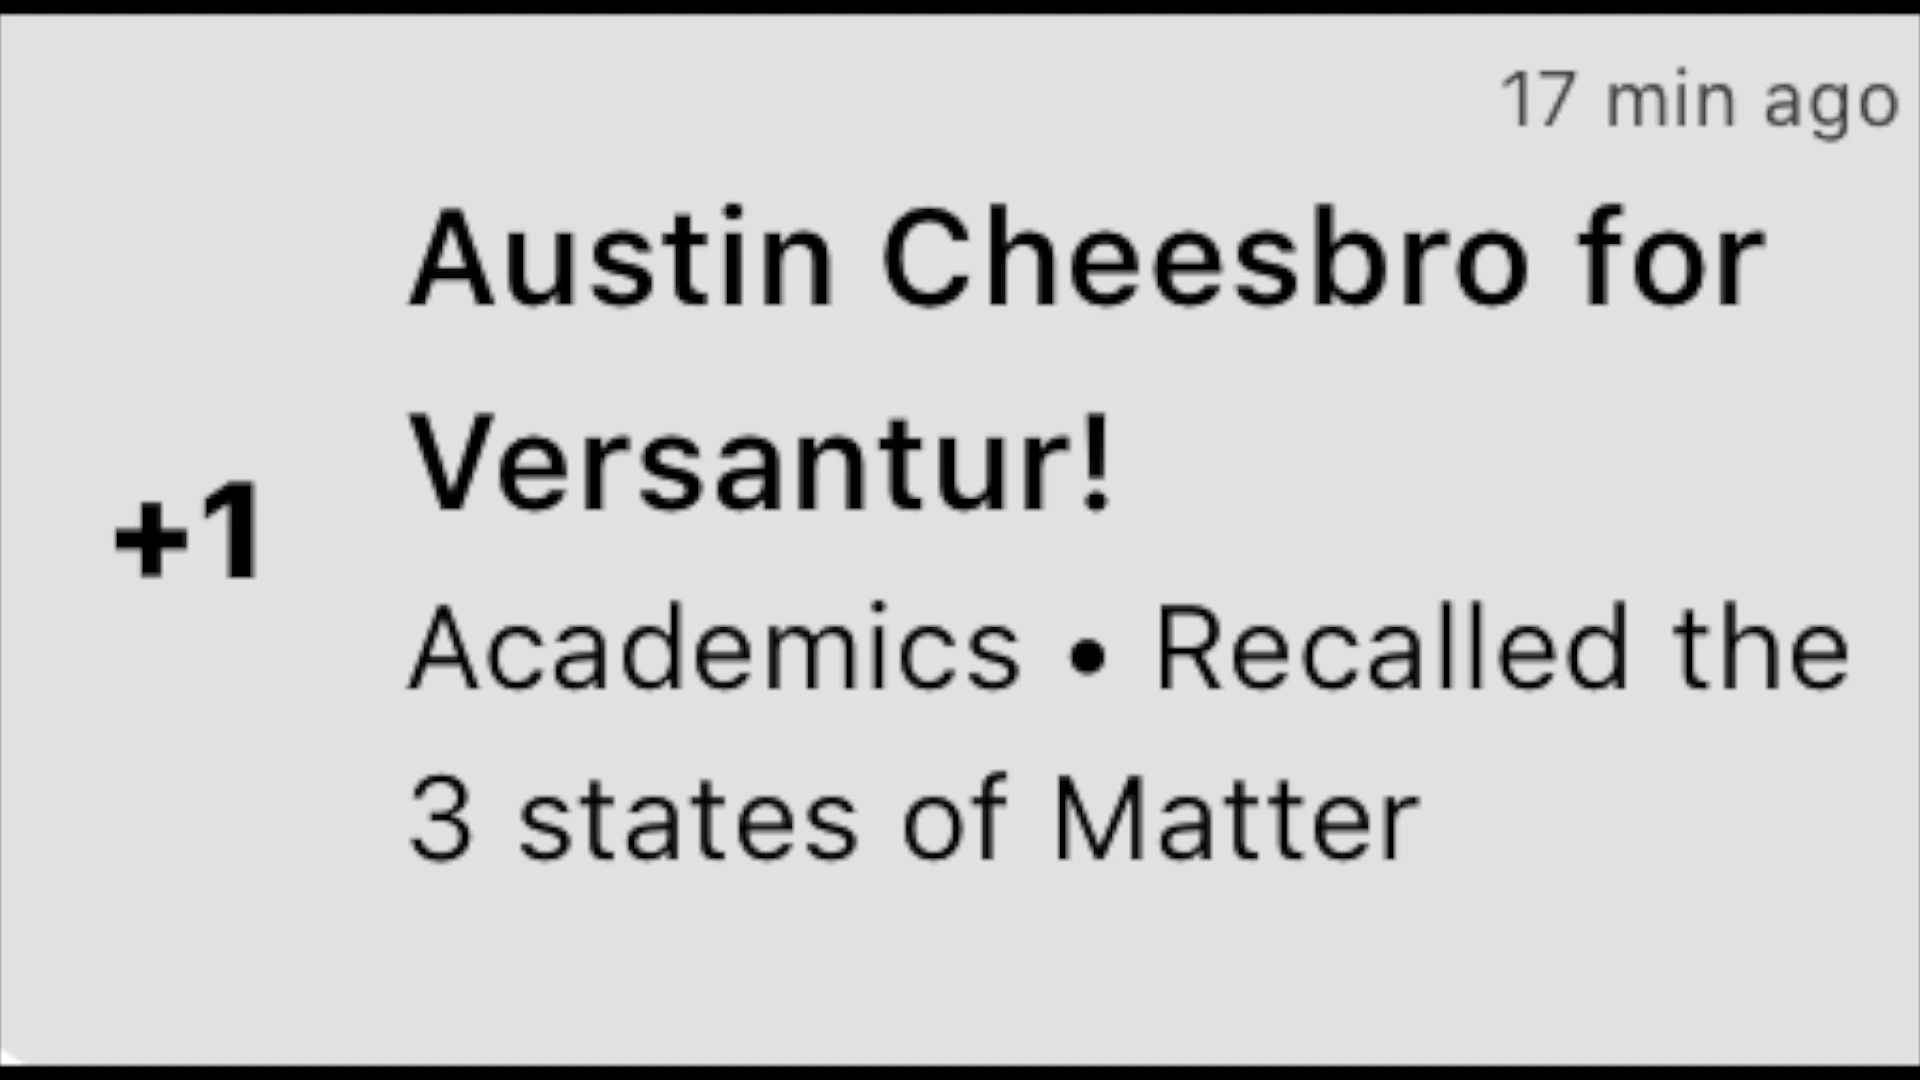 17 min ago
Austin Cheesbro for
Versantur!
+1
Academics • Recalled the
3 states of Matter